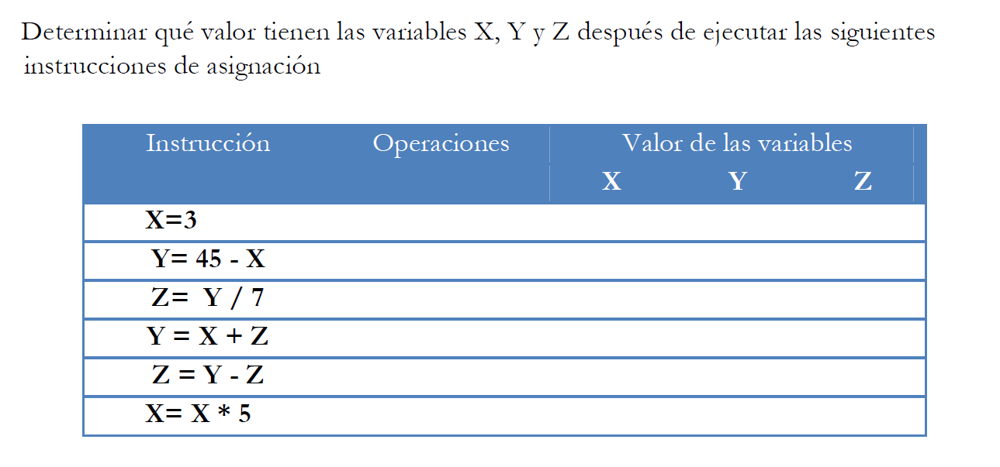 Determinar qué valor tienen las variables X, Y y Z después de ejecutar las siguientes
instrucciones de asignación
Instrucción Operaciones Valor de las variables
X Y Z
X=3
Y= 45 - X
Z= Y / 7
Y = X + Z
Z = Y - Z
X= X * 5